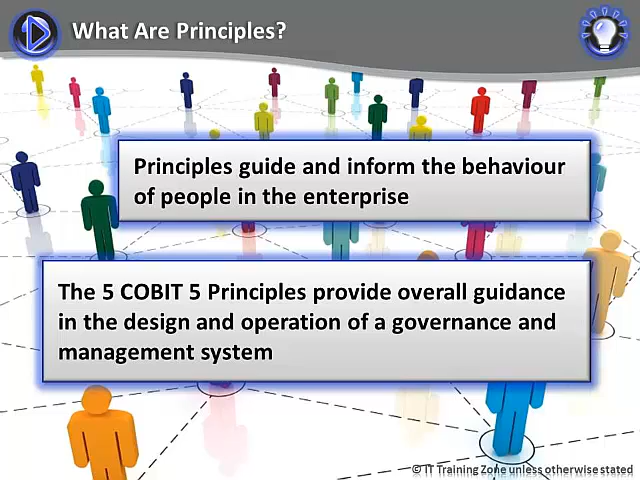 What Are Principles?
Principles guide and inform the behaviour
of people in the enterprise
The 5 COBIT 5 Principles provide overall guidance
in the design and operation of a governance and
management system
© IT Training Zone unless otherwise stated